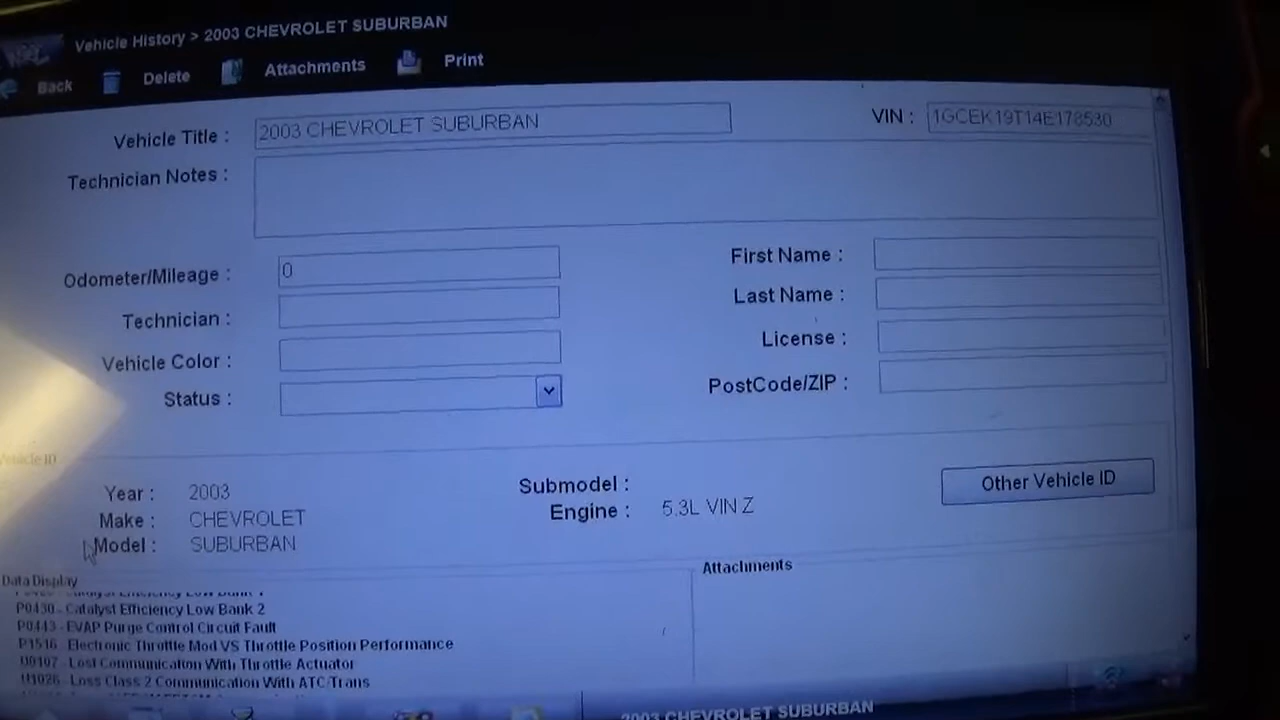 Vehicle History > 2003 CHEVROLET SUBURBAN
Back Delete Attachments Print
Vehicle Title : 2003 CHEVROLET SUBURBAN VIN : 1GCEK19T14E178530
Technician Notes :
Odometer/Mileage : 0 First Name :
Technician : Last Name :
Vehicle Color : License :
Status : PostCode/ZIP :
Vehicle ID
Year : 2003 Submodel :
Make : CHEVROLET Engine : 5.3L VIN Z
Model : SUBURBAN
Other Vehicle ID
Data Display Attachments
P0430 - Catalyst Efficiency Low Bank 2
P0443 - EVAP Purge Control Circuit Fault
P1516 - Electronic Throttle Mod VS Throttle Position Performance
U0107 - Lost Communication With Throttle Actuator
U1026 - Loss Class 2 Communication With ATC/Trans
2003 CHEVROLET SUBURBAN